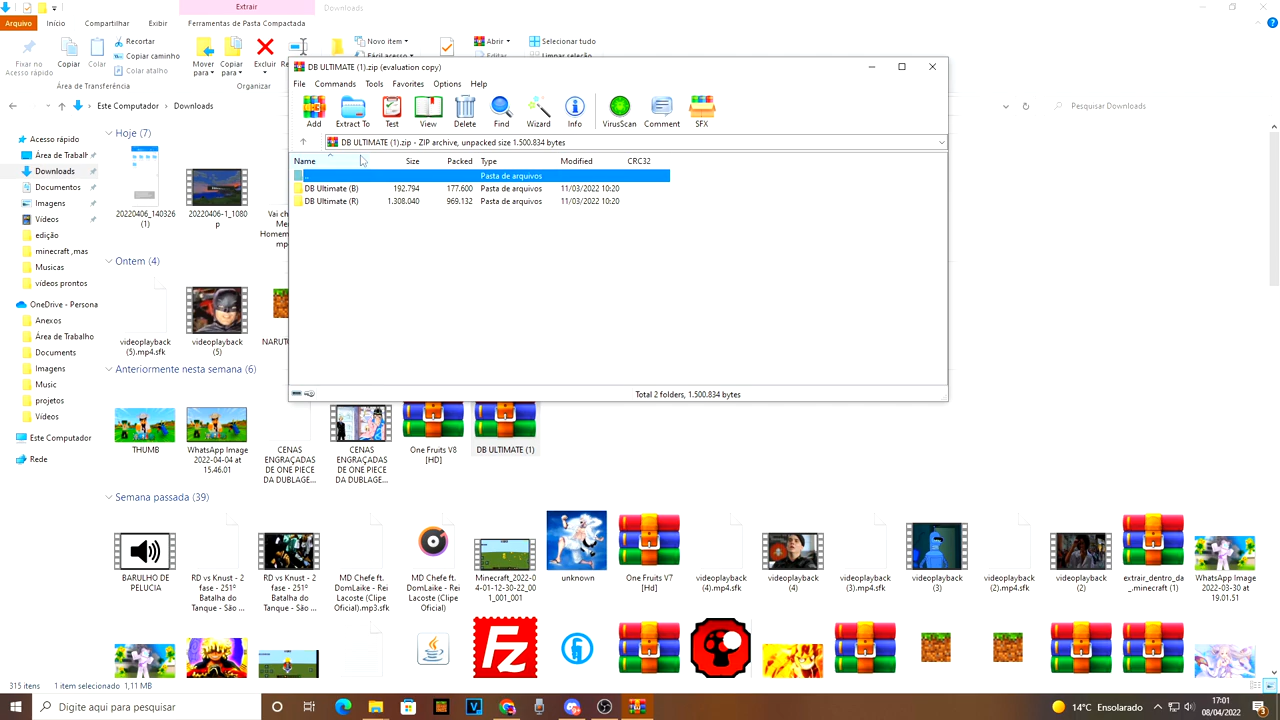 Extrair
Downloads
Arquivo
Início
Compartilhar
Exibir
Ferramentas de Pasta Compactada
Fixar no
Acesso rápido
Copiar
Colar
Recortar
Copiar caminho
Colar atalho
Mover
para
Copiar
para
Excluir
Novo item
Fácil acesso
Abrir
Editar
Selecionar tudo
Limpar seleção
Área de Transferência
Organizar
Este Computador
Downloads
Pesquisar Downloads
DB ULTIMATE (1).zip (evaluation copy)
File Commands Tools Favorites Options Help
Add
Extract To
Test
View
Delete
Find
Wizard
Info
VirusScan
Comment
SFX
DB ULTIMATE (1).zip - ZIP archive, unpacked size 1.500.834 bytes
Name Size Packed Type Modified CRC32
.. Pasta de arquivos
DB Ultimate (B) 192.794 177.600 Pasta de arquivos 11/03/2022 10:20
DB Ultimate (R) 1.308.040 969.132 Pasta de arquivos 11/03/2022 10:20
Total 2 folders, 1.500.834 bytes
Acesso rápido
Área de Trabalh
Downloads
Documentos
Imagens
Vídeos
edição
minecraft ,mas
Musicas
vídeos prontos
OneDrive - Persona
Anexos
Área de Trabalho
Documents
Imagens
Music
projetos
Vídeos
Este Computador
Rede
Hoje (7)
20220406_140326
(1)
20220406-1_1080
p
Vai ch
Me
Homem
mp
Ontem (4)
videoplayback
(5).mp4.sfk
videoplayback
(5)
NARUT
Anteriormente nesta semana (6)
THUMB
WhatsApp Image
2022-04-04 at
15.46.01
CENAS
ENGRAÇADAS
DE ONE PIECE
DA DUBLAGE...
CENAS
ENGRAÇADAS
DE ONE PIECE
DA DUBLAGE...
One Fruits V8
[HD]
DB ULTIMATE (1)
Semana passada (39)
BARULHO DE
PELUCIA
RD vs Knust - 2
fase - 251º
Batalha do
Tanque - São ...
RD vs Knust - 2
fase - 251º
Batalha do
Tanque - São ...
MD Chefe ft.
DomLaike - Rei
Lacoste (Clipe
Oficial).mp3.sfk
MD Chefe ft.
DomLaike - Rei
Lacoste (Clipe
Oficial)
Minecraft_2022-0
4-01-12-30-22_00
1_001_001
unknown
One Fruits V7
[Hd]
videoplayback
(4).mp4.sfk
videoplayback
(4)
videoplayback
(3).mp4.sfk
videoplayback
(3)
videoplayback
(2).mp4.sfk
videoplayback
(2)
extrair_dentro_da
_.minecraft (1)
WhatsApp Image
2022-03-30 at
19.01.51
Fz
315 itens
1 item selecionado 1,11 MB
Digite aqui para pesquisar
14°C Ensolarado
17:01
08/04/2022